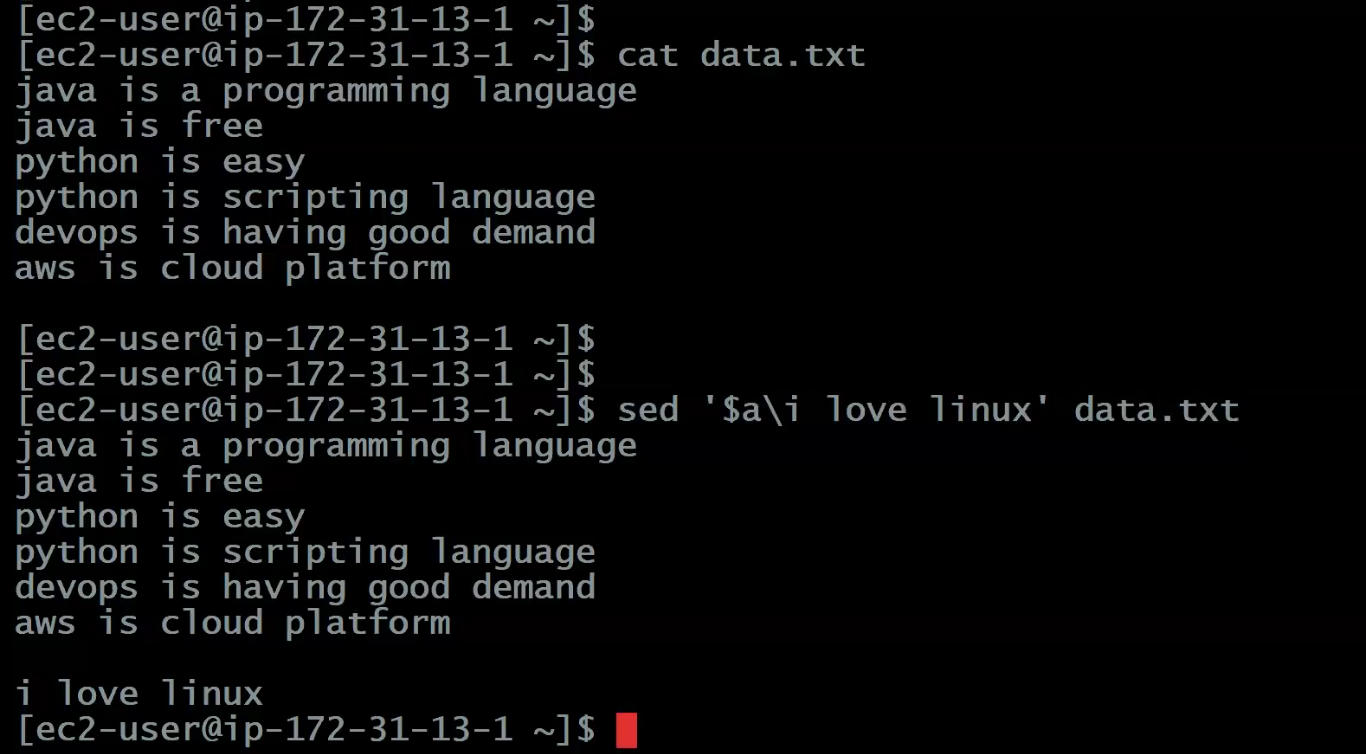 [ec2-user@ip-172-31-13-1 ~]$
[ec2-user@ip-172-31-13-1 ~]$ cat data.txt
java is a programming language
java is free
python is easy
python is scripting language
devops is having good demand
aws is cloud platform

[ec2-user@ip-172-31-13-1 ~]$
[ec2-user@ip-172-31-13-1 ~]$
[ec2-user@ip-172-31-13-1 ~]$ sed '$a\i love linux' data.txt
java is a programming language
java is free
python is easy
python is scripting language
devops is having good demand
aws is cloud platform

i love linux
[ec2-user@ip-172-31-13-1 ~]$